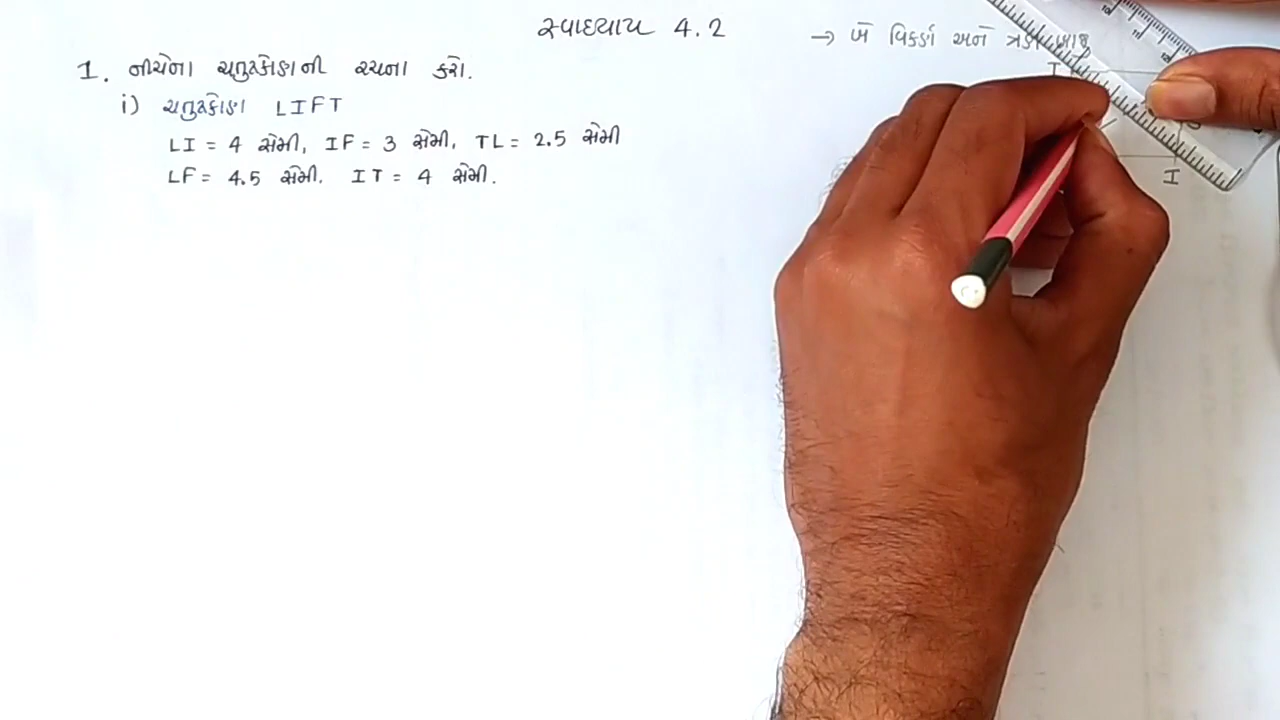 સ્વાધ્યાય 4.2
→ બે વિકર્ણો અને ત્રણ
1. નીચેના ચતુષ્કોણની રચના કરો.
i) ચતુષ્કોણ LIFT
LI = 4 સેમી, IF = 3 સેમી, TL = 2.5 સેમી
LF = 4.5 સેમી. IT = 4 સેમી.
T
I